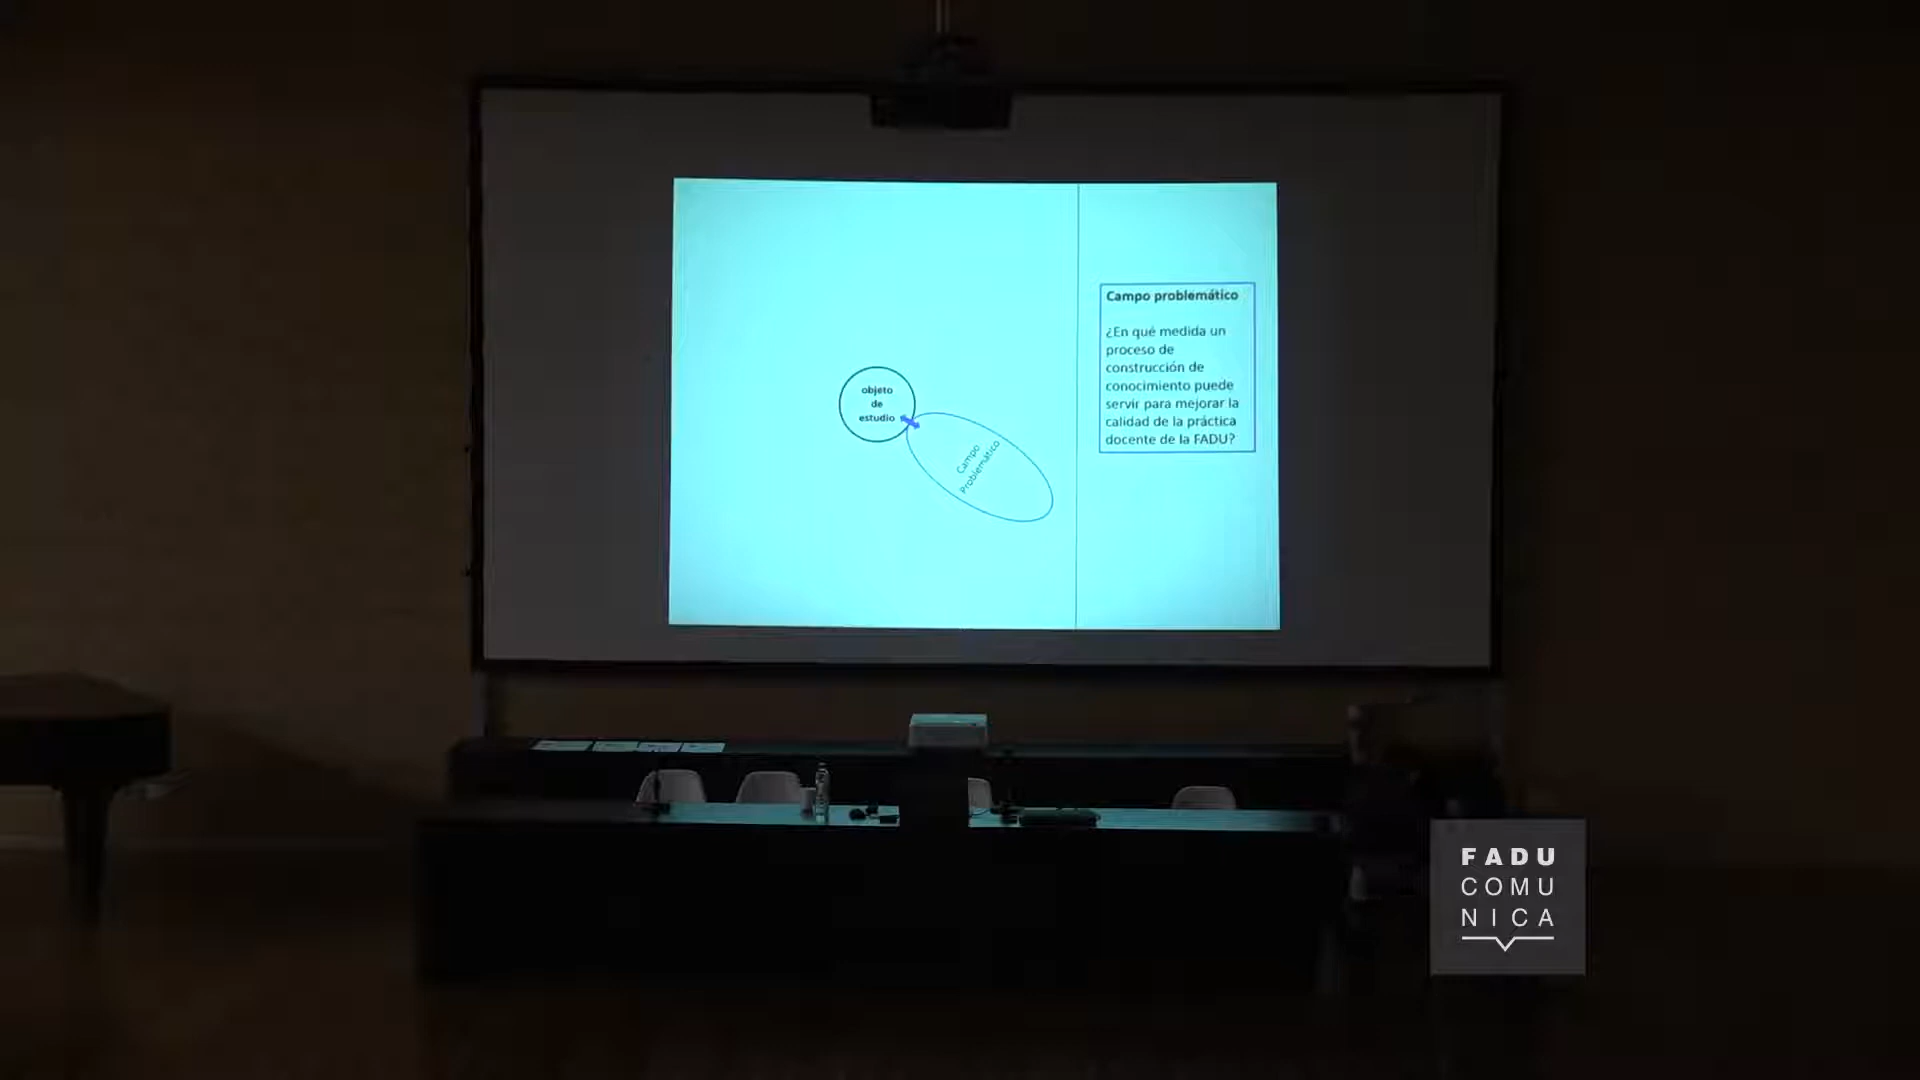 objeto
de
estudio
Campo
Problemático
Campo problemático
¿En qué medida un
proceso de
construcción de
conocimiento puede
servir para mejorar la
calidad de la práctica
docente de la FADU?
FADU
COMU
NICA